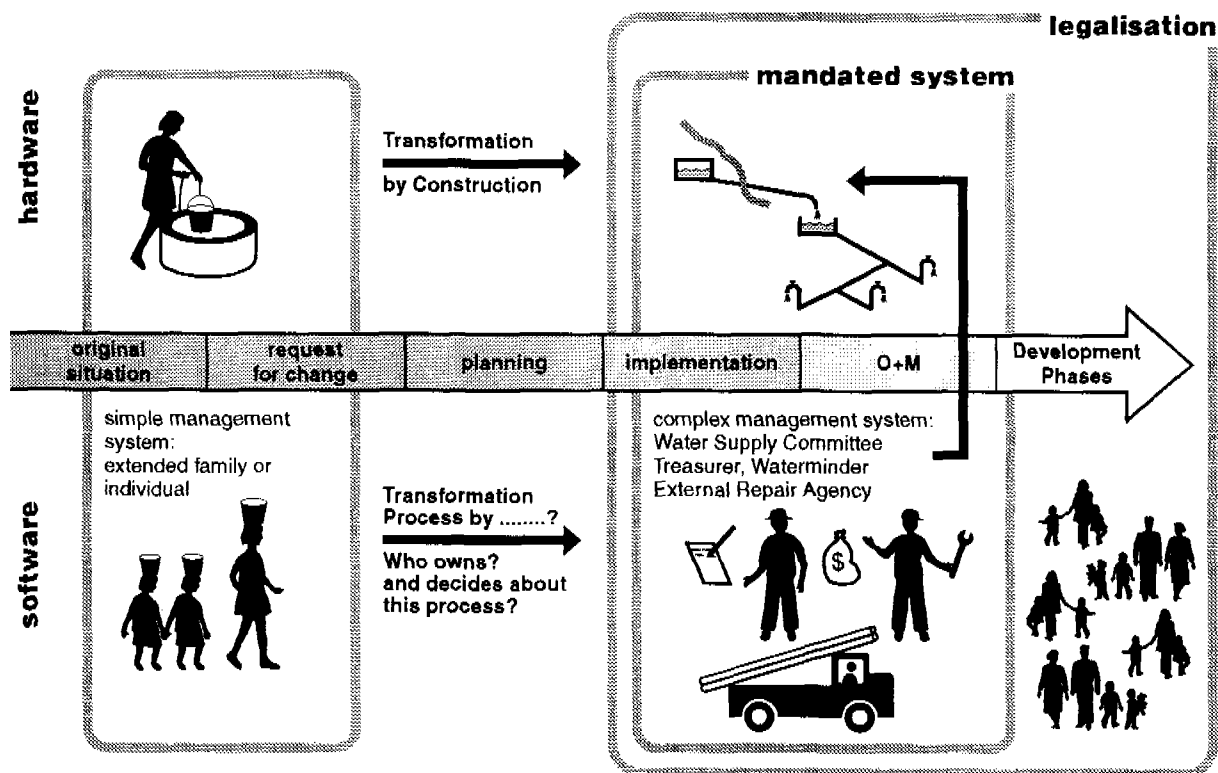 legalisation
mandated system
hardware
Transformation
by Construction
original
situation
request
for change
planning
implementation
O+M
Development
Phases
simple management
system:
extended family or
individual
software
Transformation
Process by ........?
Who owns?
and decides about
this process?
complex management system:
Water Supply Committee
Treasurer, Waterminder
External Repair Agency
$